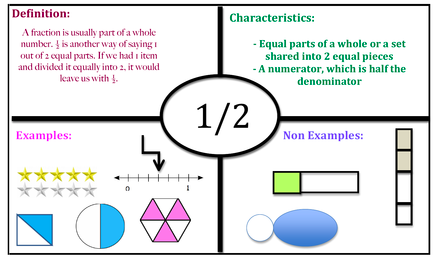 Definition:
A fraction is usually part of a whole
number. ½ is another way of saying 1
out of 2 equal parts. If we had 1 item
and divided it equally into 2, it would
leave us with ½.
Characteristics:
- Equal parts of a whole or a set
shared into 2 equal pieces
- A numerator, which is half the
denominator
1/2
Examples:
0 1
Non Examples: